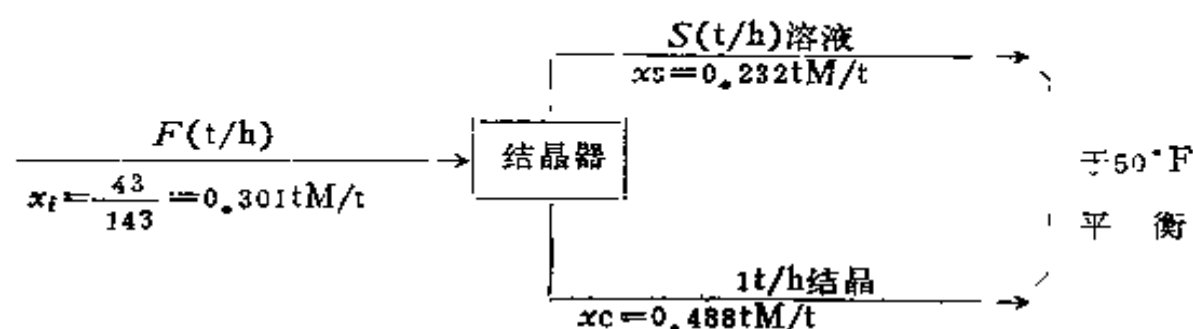 S(t/h)溶液
xs=0.232tM/t
F(t/h)
结晶器
于50°F
xf=43/143=0.301tM/t
平 衡
1t/h结晶
xc=0.488tM/t